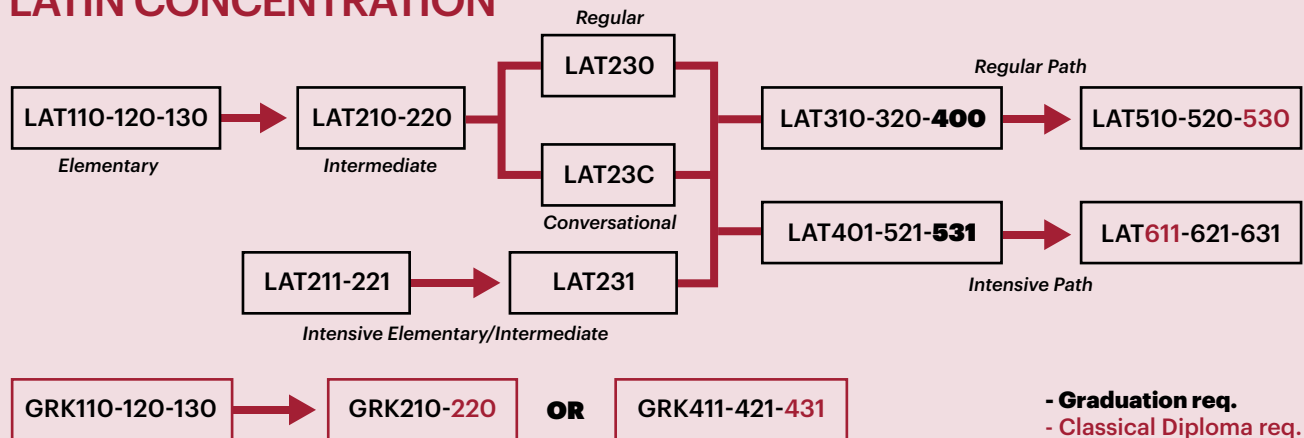 LATIN CONCENTRATION
Regular
LAT230
Regular Path
LAT110-120-130
LAT210-220
LAT310-320-400
LAT510-520-530
Elementary
Intermediate
LAT23C
Conversational
LAT401-521-531
LAT611-621-631
Intensive Path
LAT211-221
LAT231
Intensive Elementary/Intermediate
GRK110-120-130
GRK210-220
OR
GRK411-421-431
- Graduation req.
- Classical Diploma req.